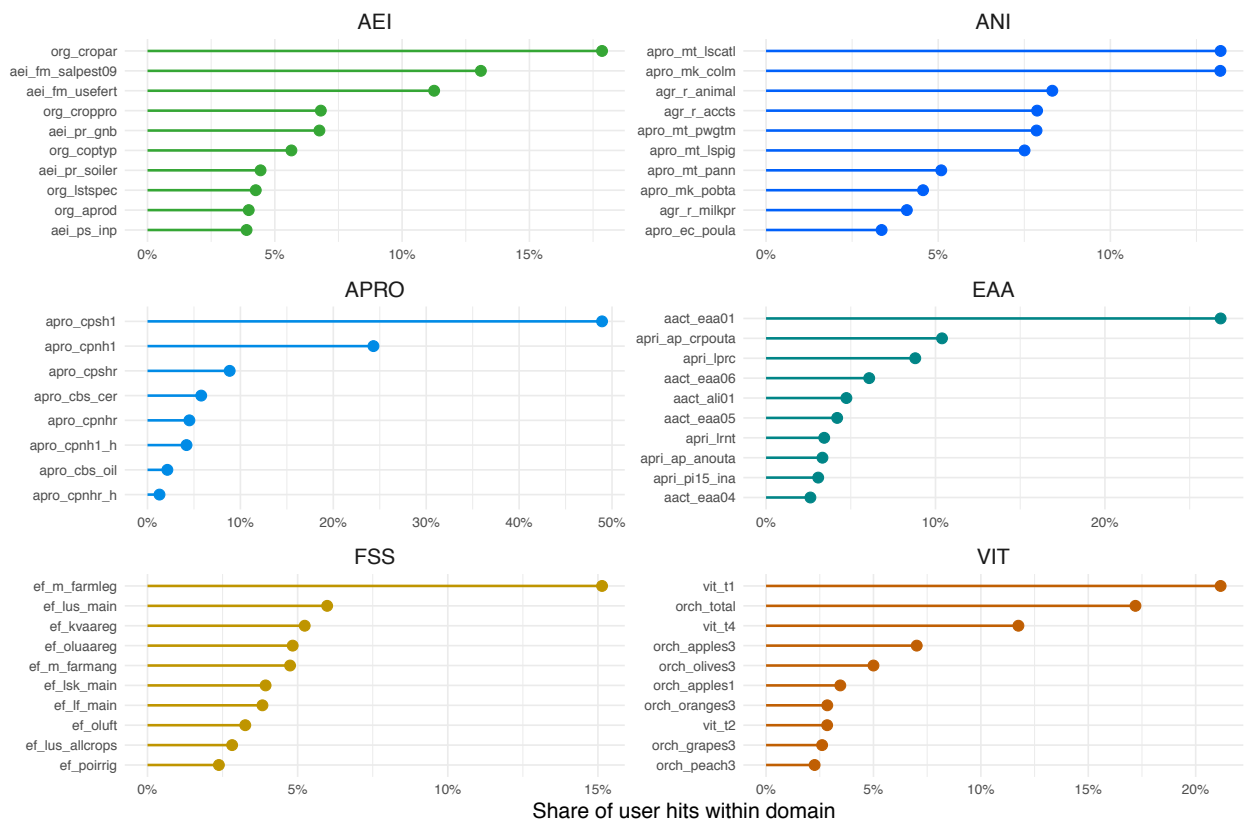 AEI
org_cropar
aei_fm_salpest09
aei_fm_usefert
org_croppro
aei_pr_gnb
org_coptyp
aei_pr_soiler
org_lstspec
org_aprod
aei_ps_inp
0% 5% 10% 15%
ANI
apro_mt_lscatl
apro_mk_colm
agr_r_animal
agr_r_accts
apro_mt_pwgtm
apro_mt_lspig
apro_mt_pann
apro_mk_pobta
agr_r_milkpr
apro_ec_poula
0% 5% 10%
APRO
apro_cpsh1
apro_cpnh1
apro_cpshr
apro_cbs_cer
apro_cpnhr
apro_cpnh1_h
apro_cbs_oil
apro_cpnhr_h
0% 10% 20% 30% 40% 50%
EAA
aact_eaa01
apri_ap_crpouta
apri_lprc
aact_eaa06
aact_ali01
aact_eaa05
apri_lrnt
apri_ap_anouta
apri_pi15_ina
aact_eaa04
0% 10% 20%
FSS
ef_m_farmleg
ef_lus_main
ef_kvaareg
ef_oluaareg
ef_m_farmang
ef_lsk_main
ef_lf_main
ef_oluft
ef_lus_allcrops
ef_poirrig
0% 5% 10% 15%
VIT
vit_t1
orch_total
vit_t4
orch_apples3
orch_olives3
orch_apples1
orch_oranges3
vit_t2
orch_grapes3
orch_peach3
0% 5% 10% 15% 20%
Share of user hits within domain